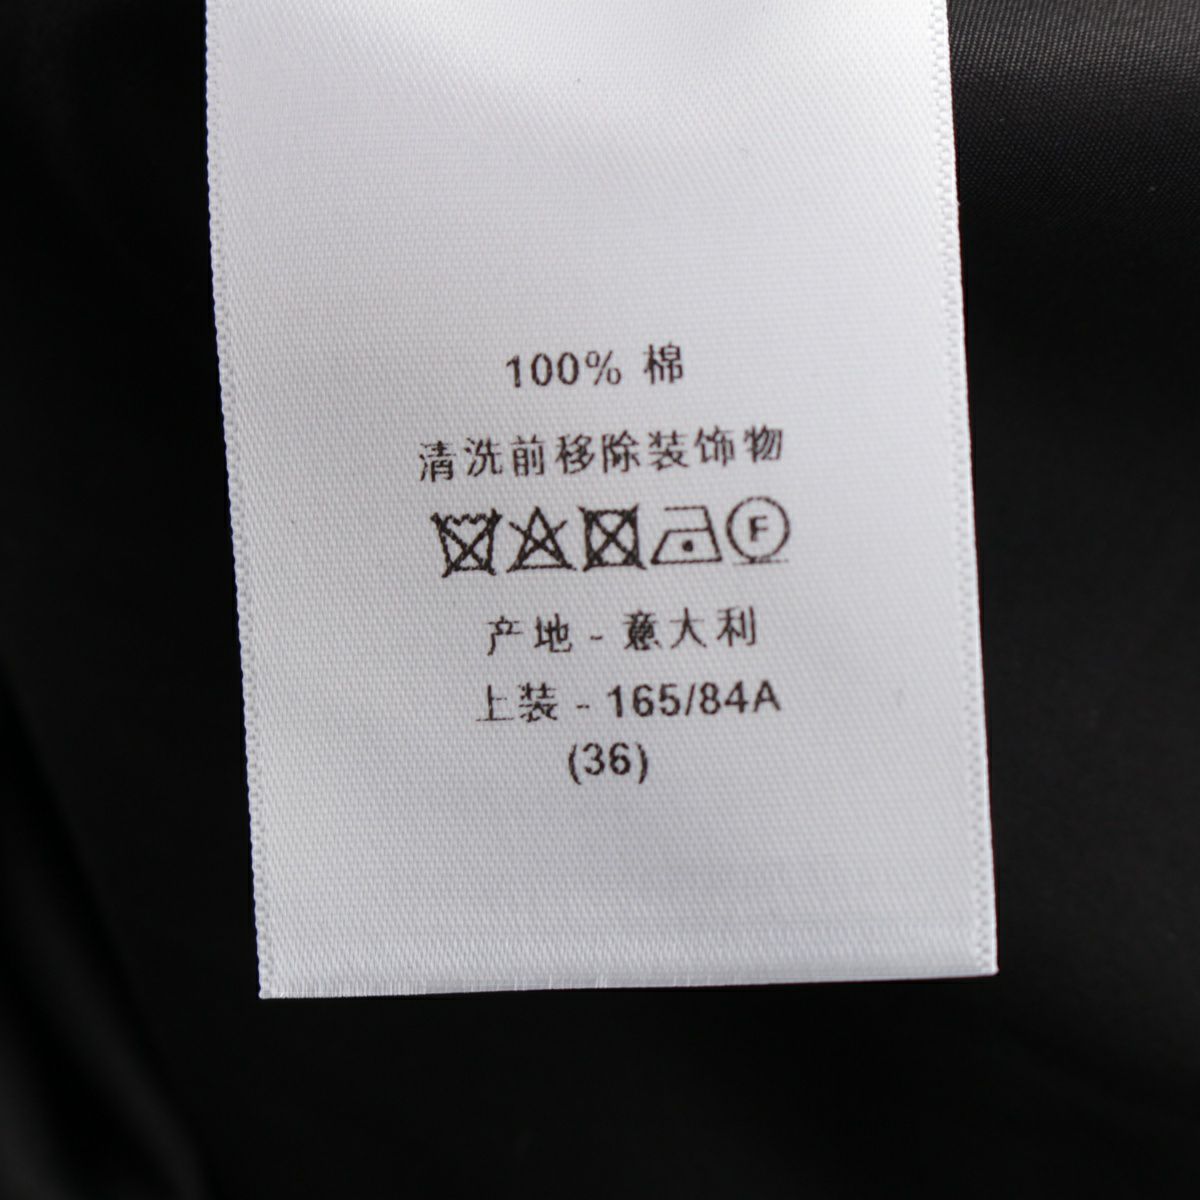 100% 棉
清洗前移除装饰物
F
产地 - 意大利
上装 - 165/84A
(36)